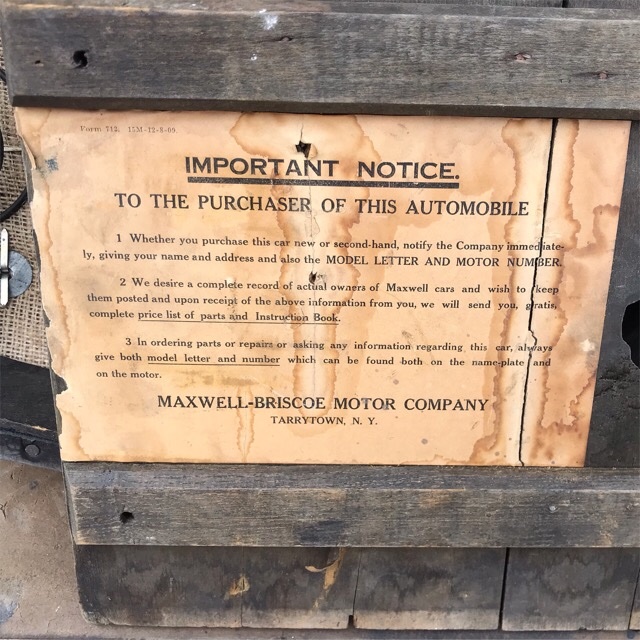 Form 713. 15M-12-8-09.
IMPORTANT NOTICE.
TO THE PURCHASER OF THIS AUTOMOBILE
1 Whether you purchase this car new or second-hand, notify the Company immediate-
ly, giving your name and address and also the MODEL LETTER AND MOTOR NUMBER.
2 We desire a complete record of actual owners of Maxwell cars and wish to keep
them posted and upon receipt of the above information from you, we will send you, gratis,
complete price list of parts and Instruction Book.
3 In ordering parts or repairs or asking any information regarding this car, always
give both model letter and number which can be found both on the name-plate and
on the motor.
MAXWELL-BRISCOE MOTOR COMPANY
TARRYTOWN, N. Y.